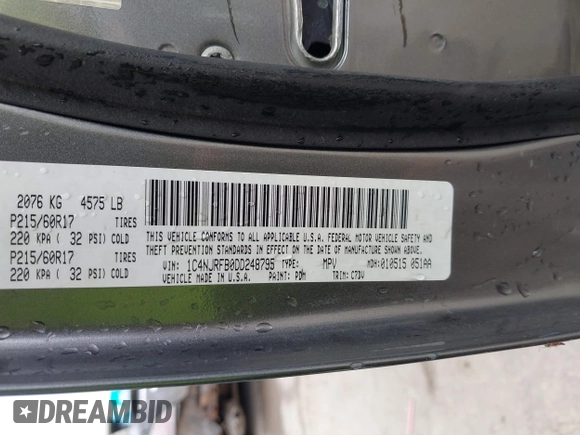 2076 KG 4575 LB
P215/60R17 TIRES
220 KPA ( 32 PSI) COLD
P215/60R17 TIRES
220 KPA ( 32 PSI) COLD
THIS VEHICLE CONFORMS TO ALL APPLICABLE U.S.A. FEDERAL MOTOR VEHICLE SAFETY AND
THEFT PREVENTION STANDARDS IN EFFECT ON THE DATE OF MANUFACTURE SHOWN ABOVE.
VIN: 1C4NJRFB0DD248795 TYPE: MPV MDH: 010515 051AA
VEHICLE MADE IN U.S.A. PAINT: PDM TRIM: C7DV
DREAMBID